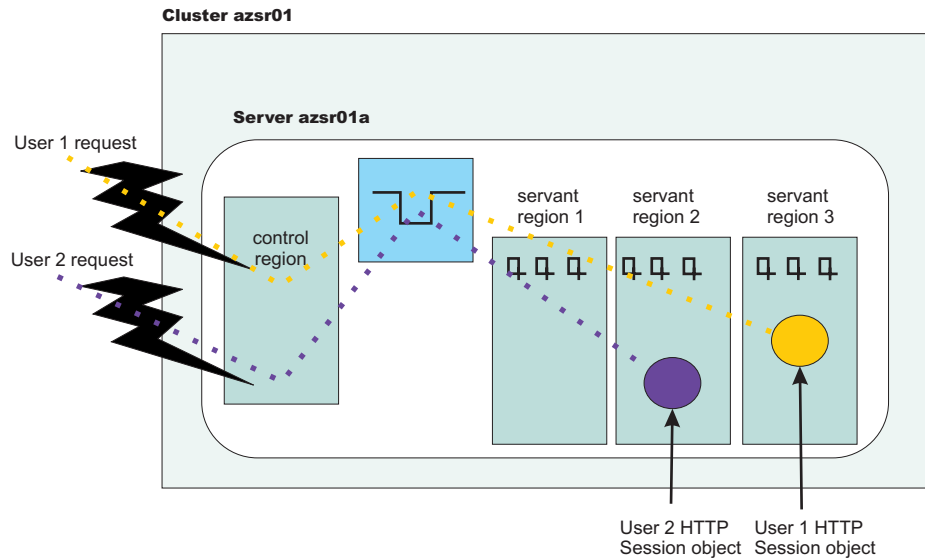 Cluster azsr01
Server azsr01a
User 1 request
User 2 request
control
region
servant
region 1
servant
region 2
servant
region 3
User 2 HTTP
Session object
User 1 HTTP
Session object